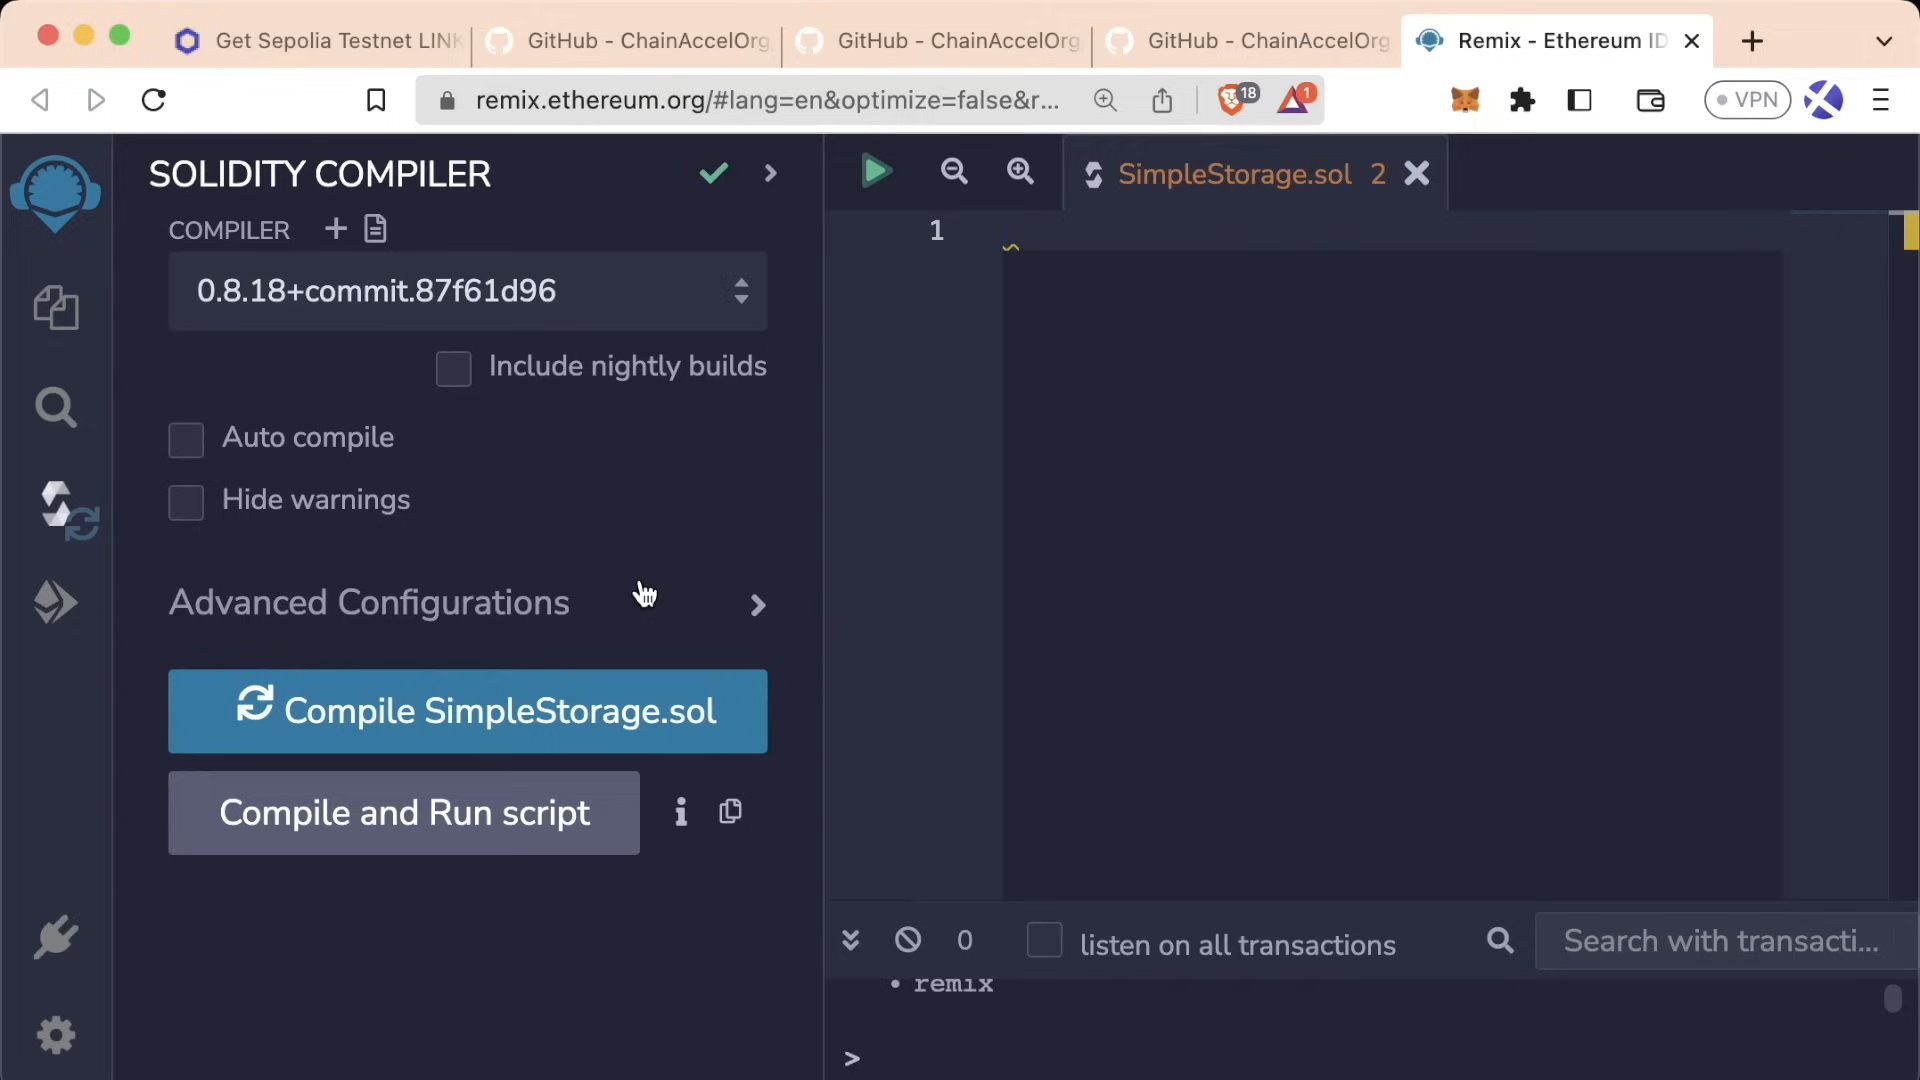 Get Sepolia Testnet LINK
GitHub - ChainAccelOrg
GitHub - ChainAccelOrg
GitHub - ChainAccelOrg
Remix - Ethereum ID
remix.ethereum.org/#lang=en&optimize=false&r...
18
1
VPN
SOLIDITY COMPILER
COMPILER
0.8.18+commit.87f61d96
Include nightly builds
Auto compile
Hide warnings
Advanced Configurations
Compile SimpleStorage.sol
Compile and Run script
SimpleStorage.sol 2
1
0
listen on all transactions
Search with transacti...
• remix
>